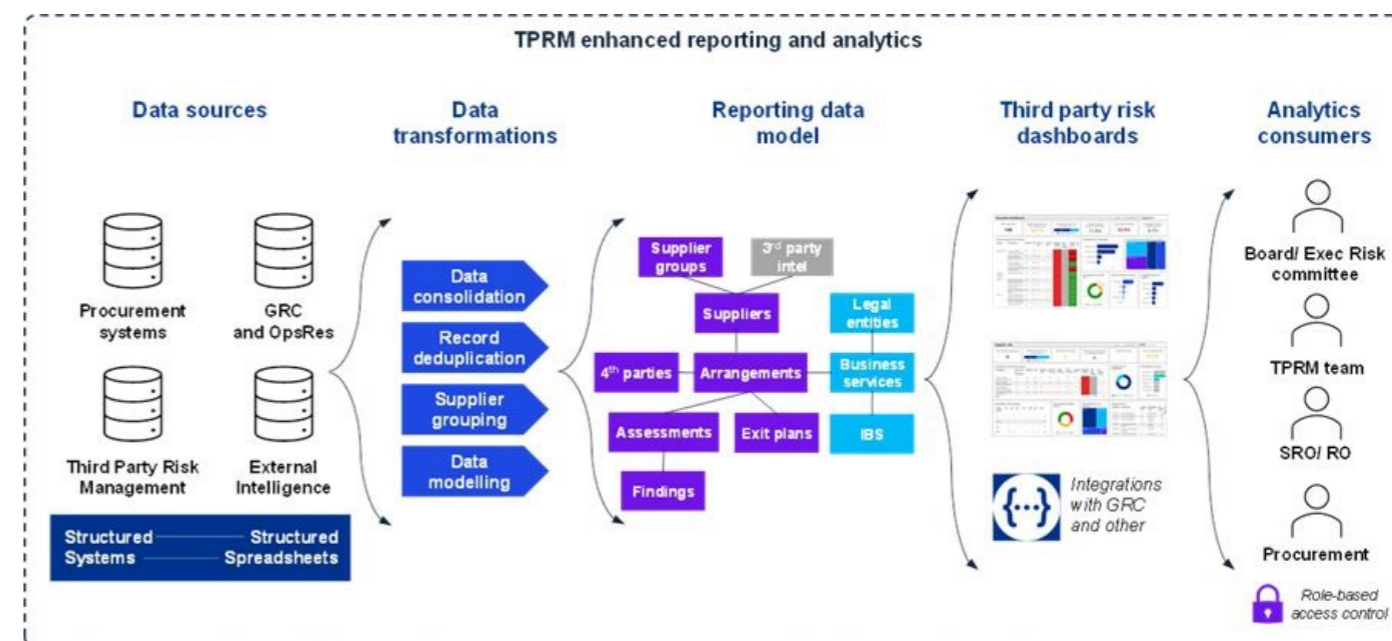 TPRM enhanced reporting and analytics
Data sources
Procurement
systems
GRC
and OpsRes
Third Party Risk
Management
External
Intelligence
Structured Structured
Systems Spreadsheets
Data
transformations
Data
consolidation
Record
deduplication
Supplier
grouping
Data
modelling
Reporting data
model
Supplier
groups
3rd party
intel
Suppliers
Legal
entities
4th parties
Arrangements
Business
services
Assessments
Exit plans
IBS
Findings
Third party risk
dashboards
{...}
Integrations
with GRC
and other
Analytics
consumers
Board/ Exec Risk
committee
TPRM team
SRO/ RO
Procurement
Role-based
access control